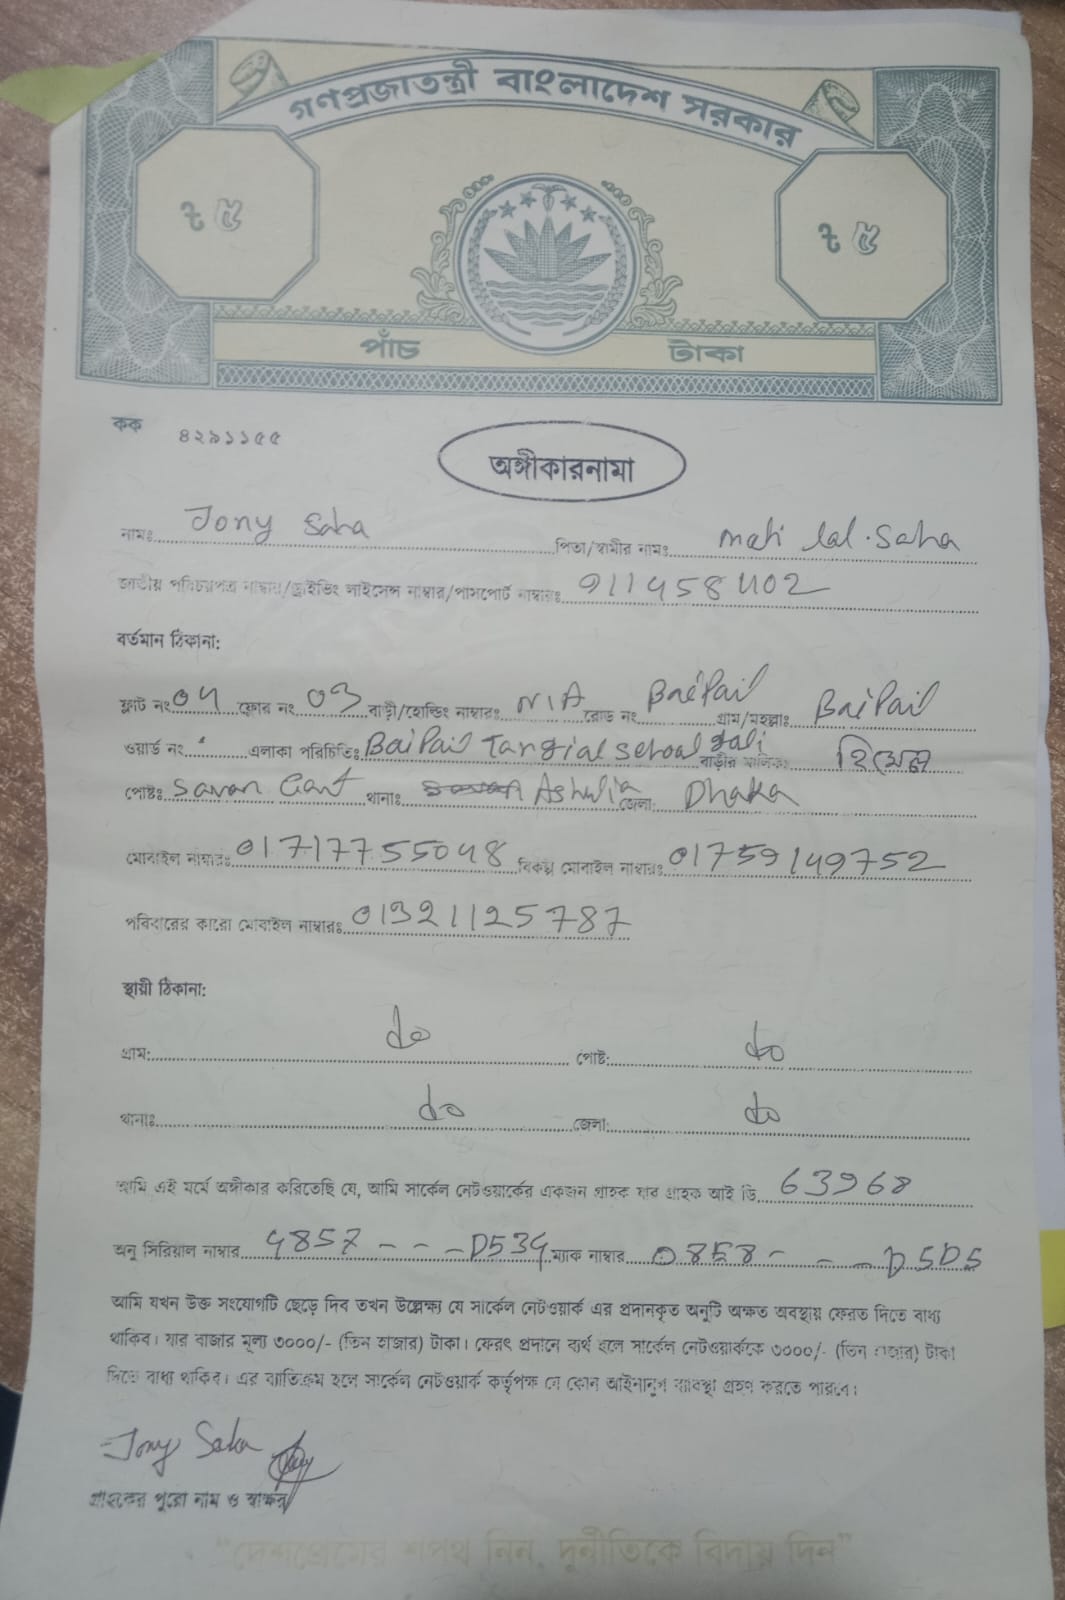 গণপ্রজাতন্ত্রী বাংলাদেশ সরকার
৳ ৫ ৳ ৫
পাঁচ টাকা
কক ৪২৯১১৫৫
অঙ্গীকারনামা
নামঃ Jony Saha পিতা/স্বামীর নামঃ Mati lal Saha
জাতীয় পরিচয়পত্র নাম্বার/ড্রাইভিং লাইসেন্স নাম্বার/পাসপোর্ট নাম্বারঃ
বর্তমান ঠিকানা:
ফ্লাট নং 04 ফ্লোর নং 03 বাড়ী/হোল্ডিং নাম্বারঃ N/A রোড নং BaiPail গ্রাম/মহল্লাঃ BaiPail
ওয়ার্ড নং এলাকা পরিচিতিঃ BaiPail School gali বাড়ীর মালিকঃ
পোষ্টঃ Savar Cant থানাঃ Ashulia জেলা: Dhaka
মোবাইল নাম্বারঃ 01717755048 বিকল্প মোবাইল নাম্বারঃ 01759149752
পরিবারের কারো মোবাইল নাম্বারঃ 01321125787
স্থায়ী ঠিকানা:
গ্রাম: do পোষ্ট: do
থানাঃ do জেলা: do
আমি এই মর্মে অঙ্গীকার করিতেছি যে, আমি সার্কেল নেটওয়ার্কের একজন গ্রাহক যার গ্রাহক আই ডি 63968
অনু সিরিয়াল নাম্বার 4857 - - - D534 ম্যাক নাম্বার 0858 - - - D5D5
আমি যখন উক্ত সংযোগটি ছেড়ে দিব তখন উল্লেক্ষ্য যে সার্কেল নেটওয়ার্ক এর প্রদানকৃত অনুটি অক্ষত অবস্থায় ফেরত দিতে বাধ্য
থাকিব। যার বাজার মূল্য ৩০০০/- (তিন হাজার) টাকা। ফেরৎ প্রদানে ব্যর্থ হলে সার্কেল নেটওয়ার্ককে ৩০০০/- (তিন হাজার) টাকা
দিতে বাধ্য থাকিব। এর ব্যতিক্রম হলে সার্কেল নেটওয়ার্ক কর্তৃপক্ষ যে কোন আইনানুগ ব্যবস্থা গ্রহণ করতে পারবে।
Jony Saha
গ্রাহকের পুরো নাম ও স্বাক্ষর
“দেশপ্রেমের শপথ নিন, দুর্নীতিকে বিদায় দিন”